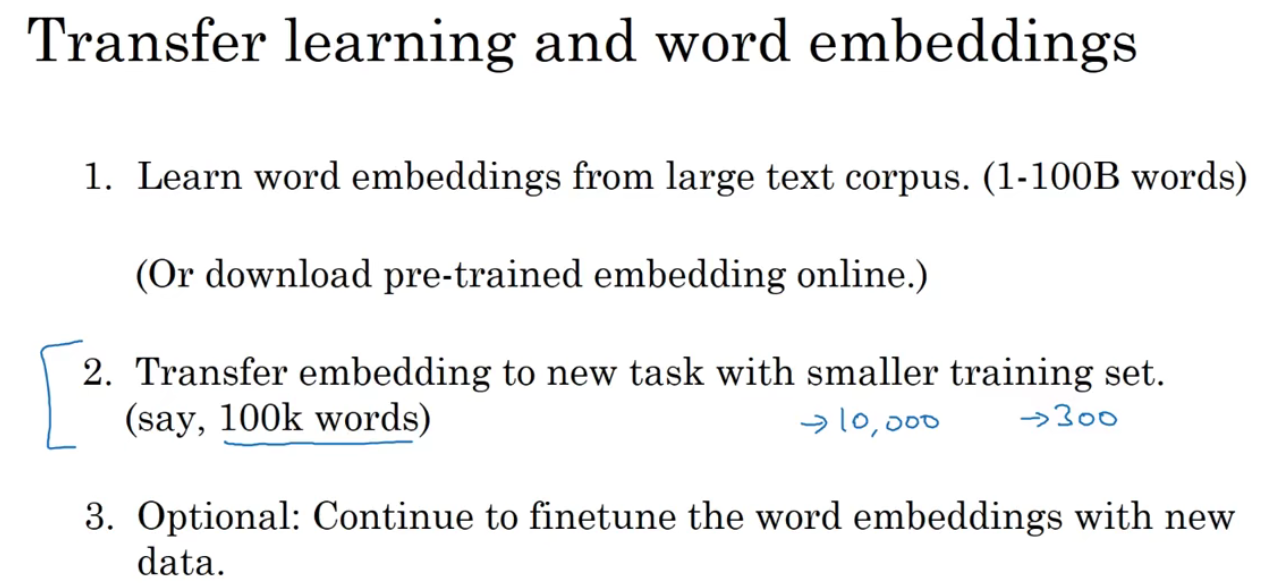 Transfer learning and word embeddings
1. Learn word embeddings from large text corpus. (1-100B words)
(Or download pre-trained embedding online.)
2. Transfer embedding to new task with smaller training set.
(say, 100k words) →10,000 →300
3. Optional: Continue to finetune the word embeddings with new
data.